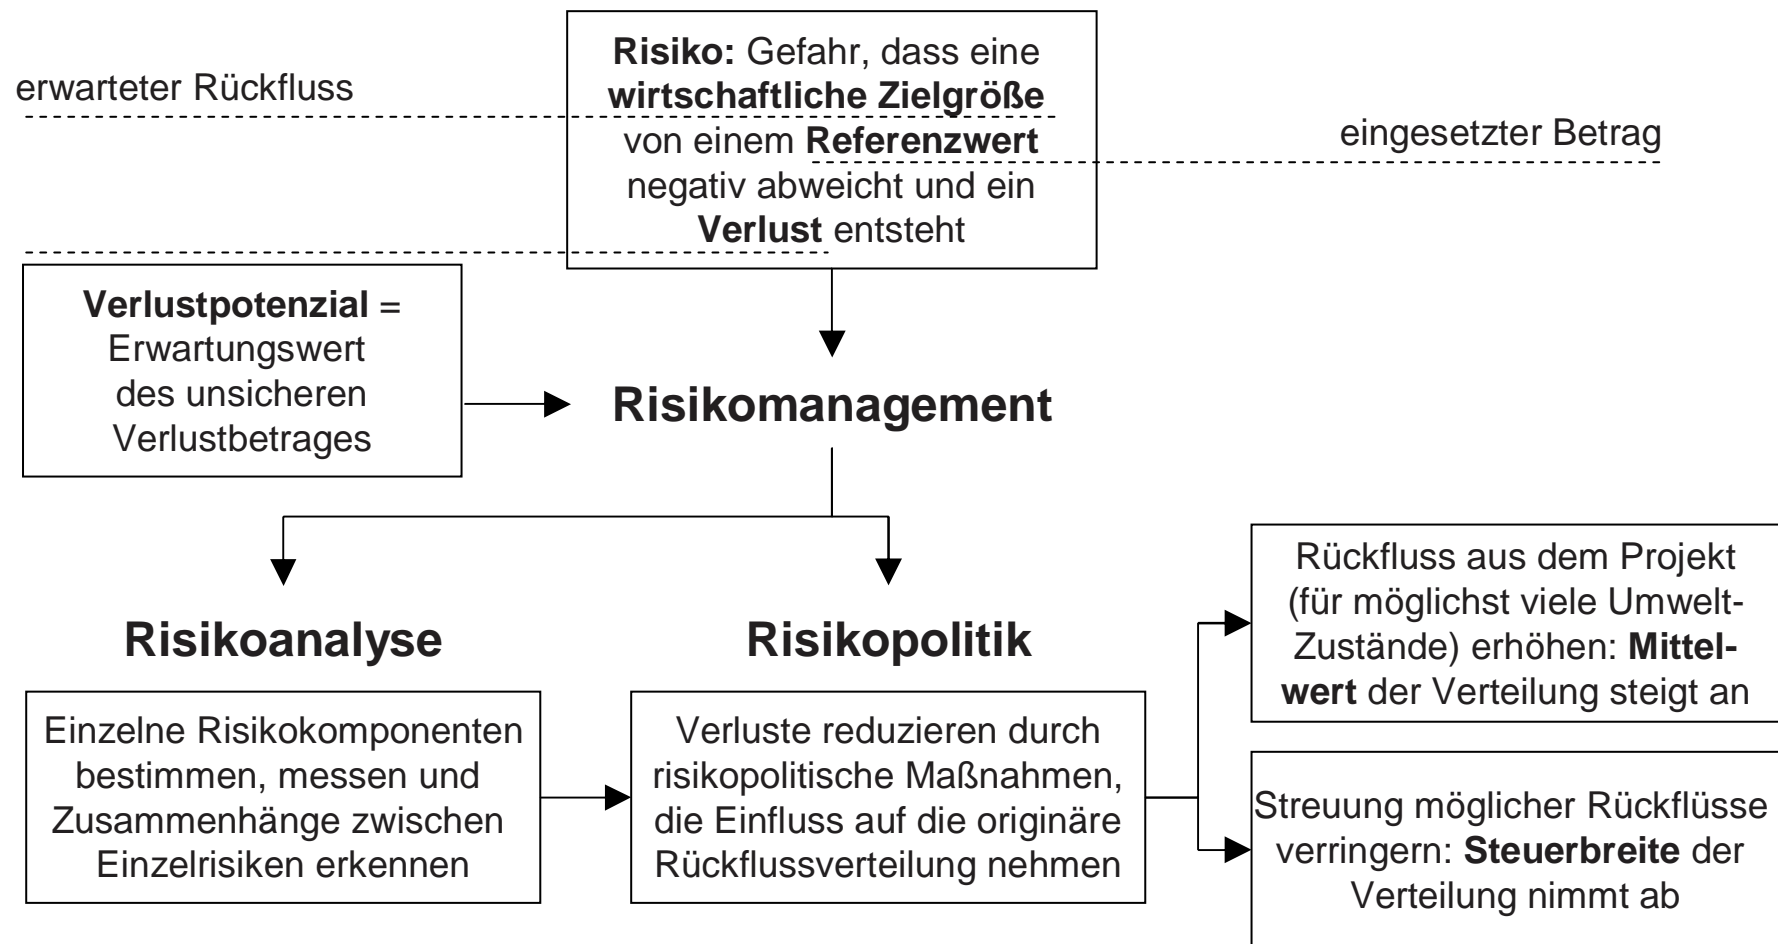 Risiko: Gefahr, dass eine
wirtschaftliche Zielgröße
von einem Referenzwert
negativ abweicht und ein
Verlust entsteht
erwarteter Rückfluss
eingesetzter Betrag
Verlustpotenzial =
Erwartungswert
des unsicheren
Verlustbetrages
Risikomanagement
Risikoanalyse
Einzelne Risikokomponenten
bestimmen, messen und
Zusammenhänge zwischen
Einzelrisiken erkennen
Risikopolitik
Verluste reduzieren durch
risikopolitische Maßnahmen,
die Einfluss auf die originäre
Rückflussverteilung nehmen
Rückfluss aus dem Projekt
(für möglichst viele Umwelt-
Zustände) erhöhen: Mittel-
wert der Verteilung steigt an
Streuung möglicher Rückflüsse
verringern: Steuerbreite der
Verteilung nimmt ab